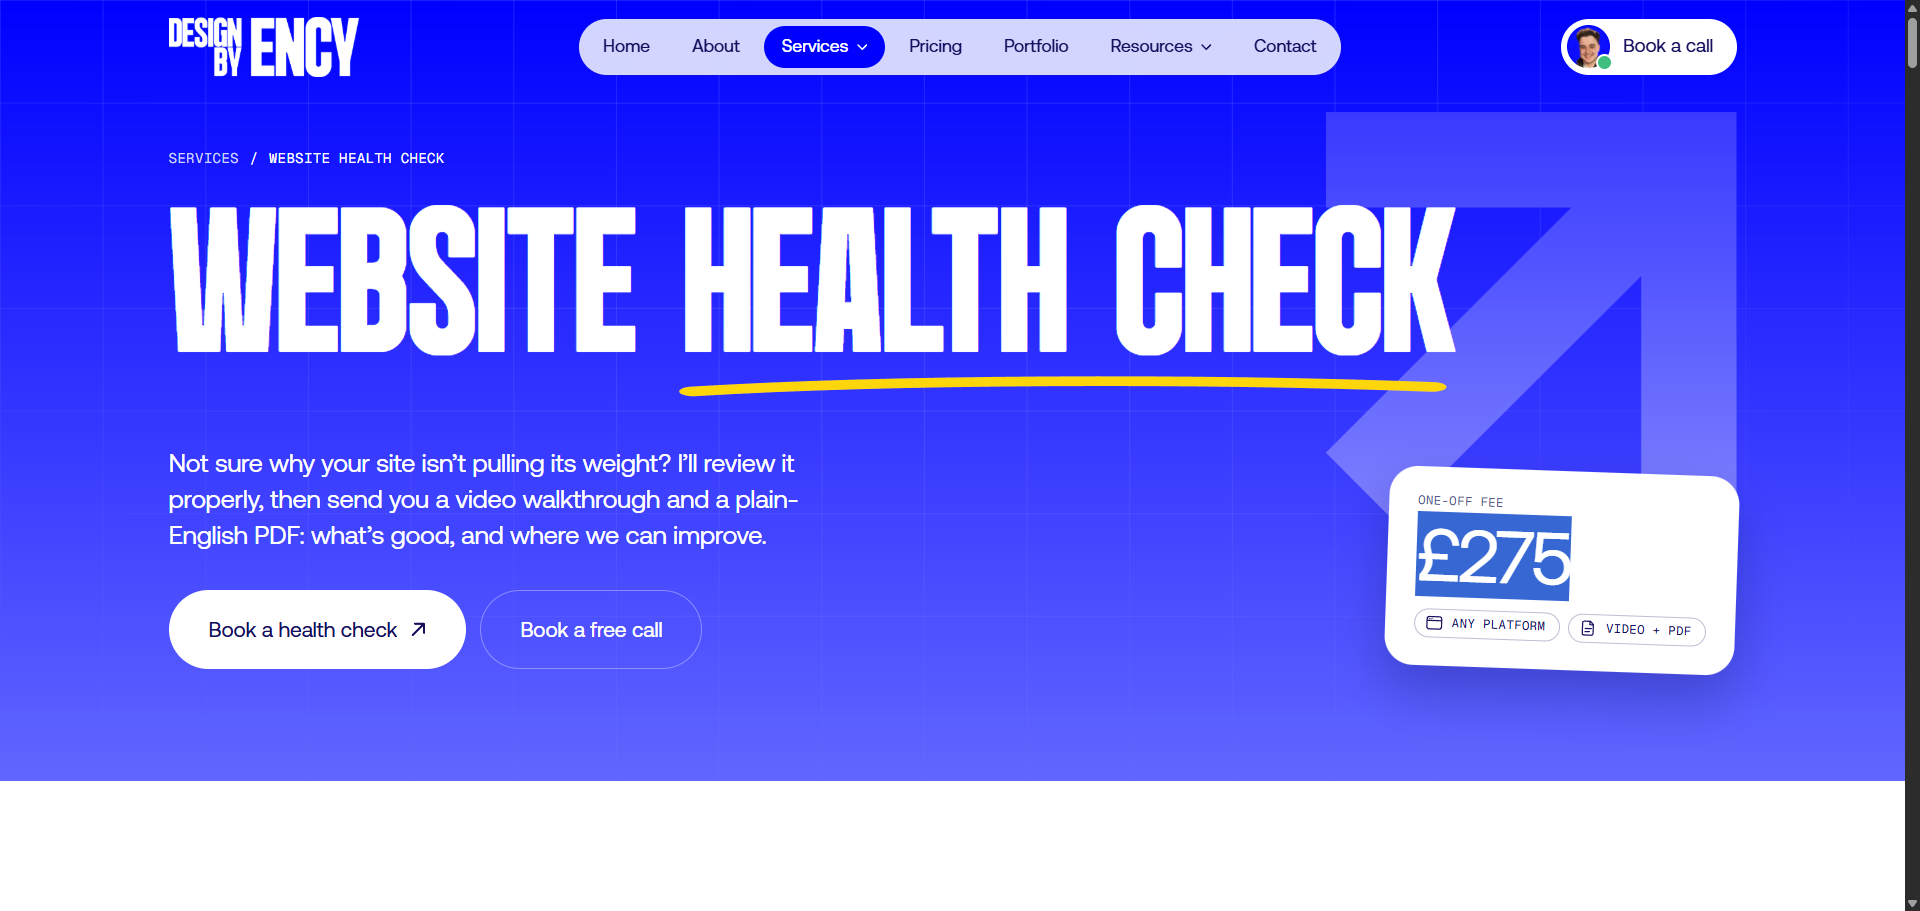 DESIGN BY ENCY
Home
About
Services
Pricing
Portfolio
Resources
Contact
Book a call
SERVICES / WEBSITE HEALTH CHECK
WEBSITE HEALTH CHECK
Not sure why your site isn’t pulling its weight? I’ll review it
properly, then send you a video walkthrough and a plain-
English PDF: what’s good, and where we can improve.
Book a health check
Book a free call
ONE-OFF FEE
£275
ANY PLATFORM
VIDEO + PDF